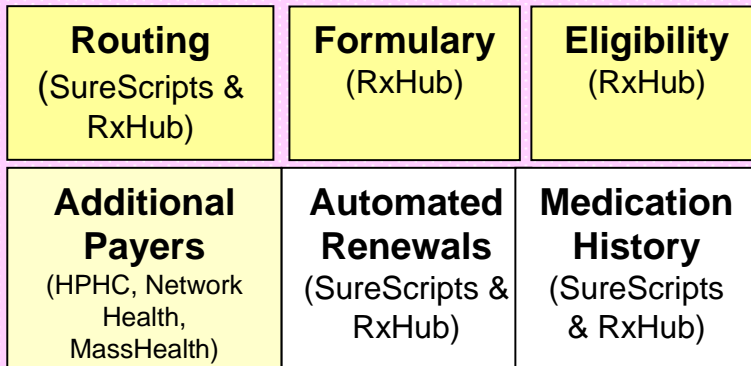 Routing
(SureScripts &
RxHub)
Formulary
(RxHub)
Eligibility
(RxHub)
Additional
Payers
(HPHC, Network
Health,
MassHealth)
Automated
Renewals
(SureScripts &
RxHub)
Medication
History
(SureScripts
& RxHub)